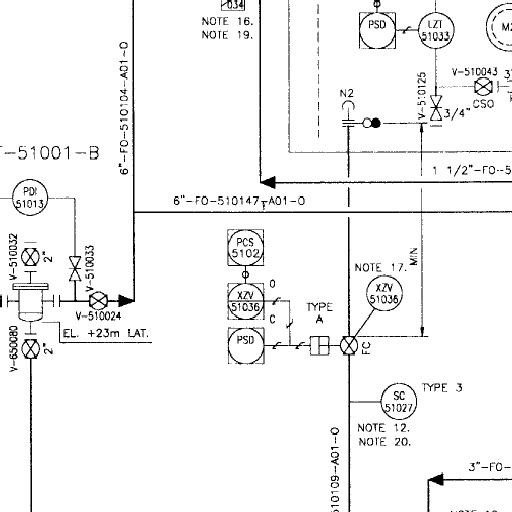 034
NOTE 16.
NOTE 19.
PSD
LZT
51033
V-510043
CSO
3"
N2
V-510125
3/4"
6"-FO-510104-A01-O
T-51001-B
1 1/2"-FO-5
PDI
51013
6"-FO-510147-A01-O
V-510032
2"
V-510033
PCS
5102
MIN
NOTE 17.
XZV
51036
O
C
XZV
51036
TYPE
A
V-510024
EL. +23m LAT.
V-650080
2"
PSD
FC
SC
51027
TYPE 3
NOTE 12.
NOTE 20.
510109-A01-O
3"-FO-